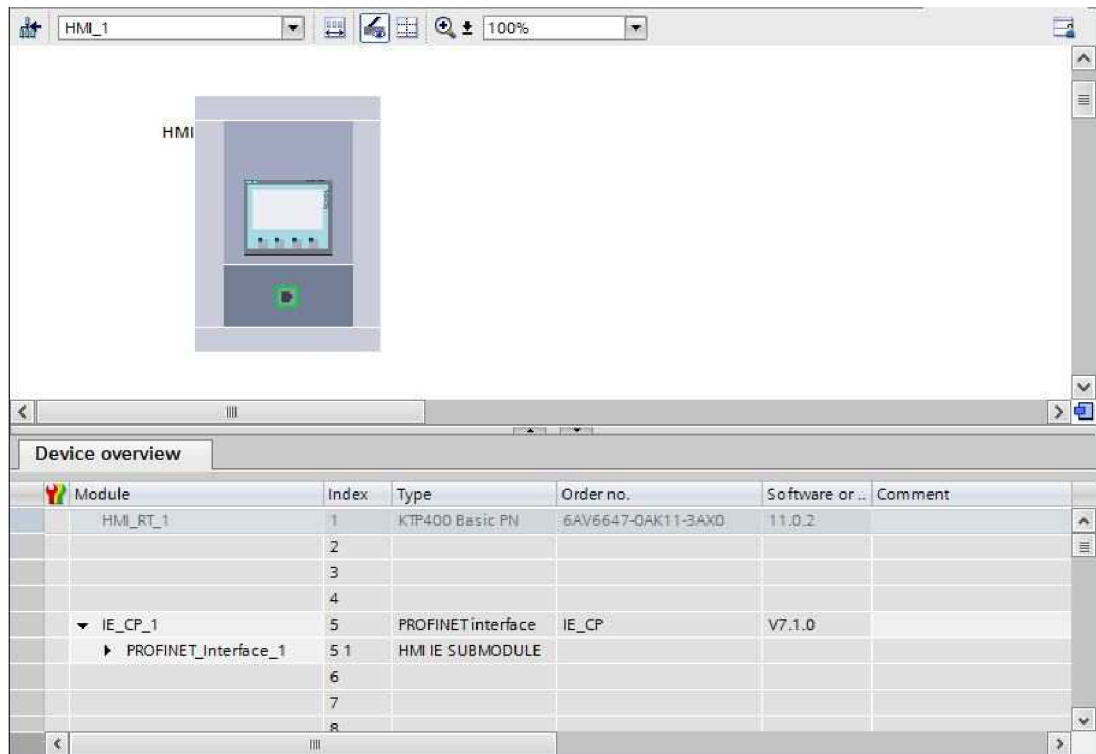 HMI_1 100%
HMI
Device overview
Module Index Type Order no. Software or .. Comment
HMI_RT_1 1 KTP400 Basic PN 6AV6647-0AK11-3AX0 11.0.2
2
3
4
IE_CP_1 5 PROFINET interface IE_CP V7.1.0
PROFINET_Interface_1 5 1 HMI IE SUBMODULE
6
7
8